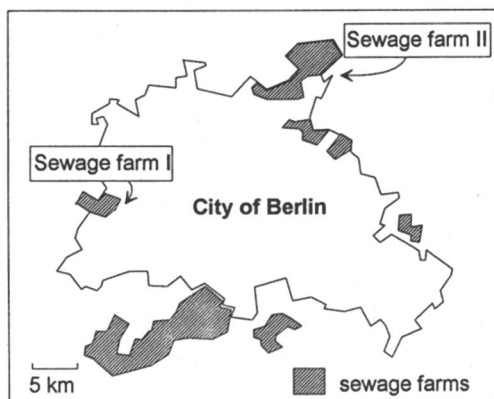 Sewage farm II
Sewage farm I
City of Berlin
5 km
sewage farms